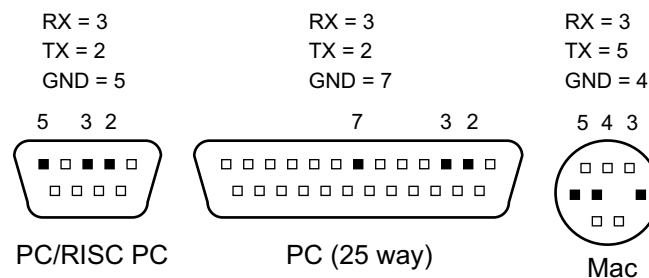 RX = 3
TX = 2
GND = 5
5 3 2
PC/RISC PC
RX = 3
TX = 2
GND = 7
7 3 2
PC (25 way)
RX = 3
TX = 5
GND = 4
5 4 3
Mac